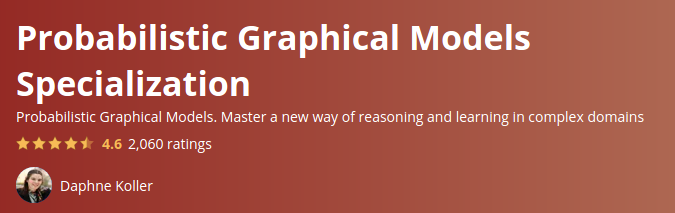 Probabilistic Graphical Models
Specialization
Probabilistic Graphical Models. Master a new way of reasoning and learning in complex domains
4.6 2,060 ratings
Daphne Koller